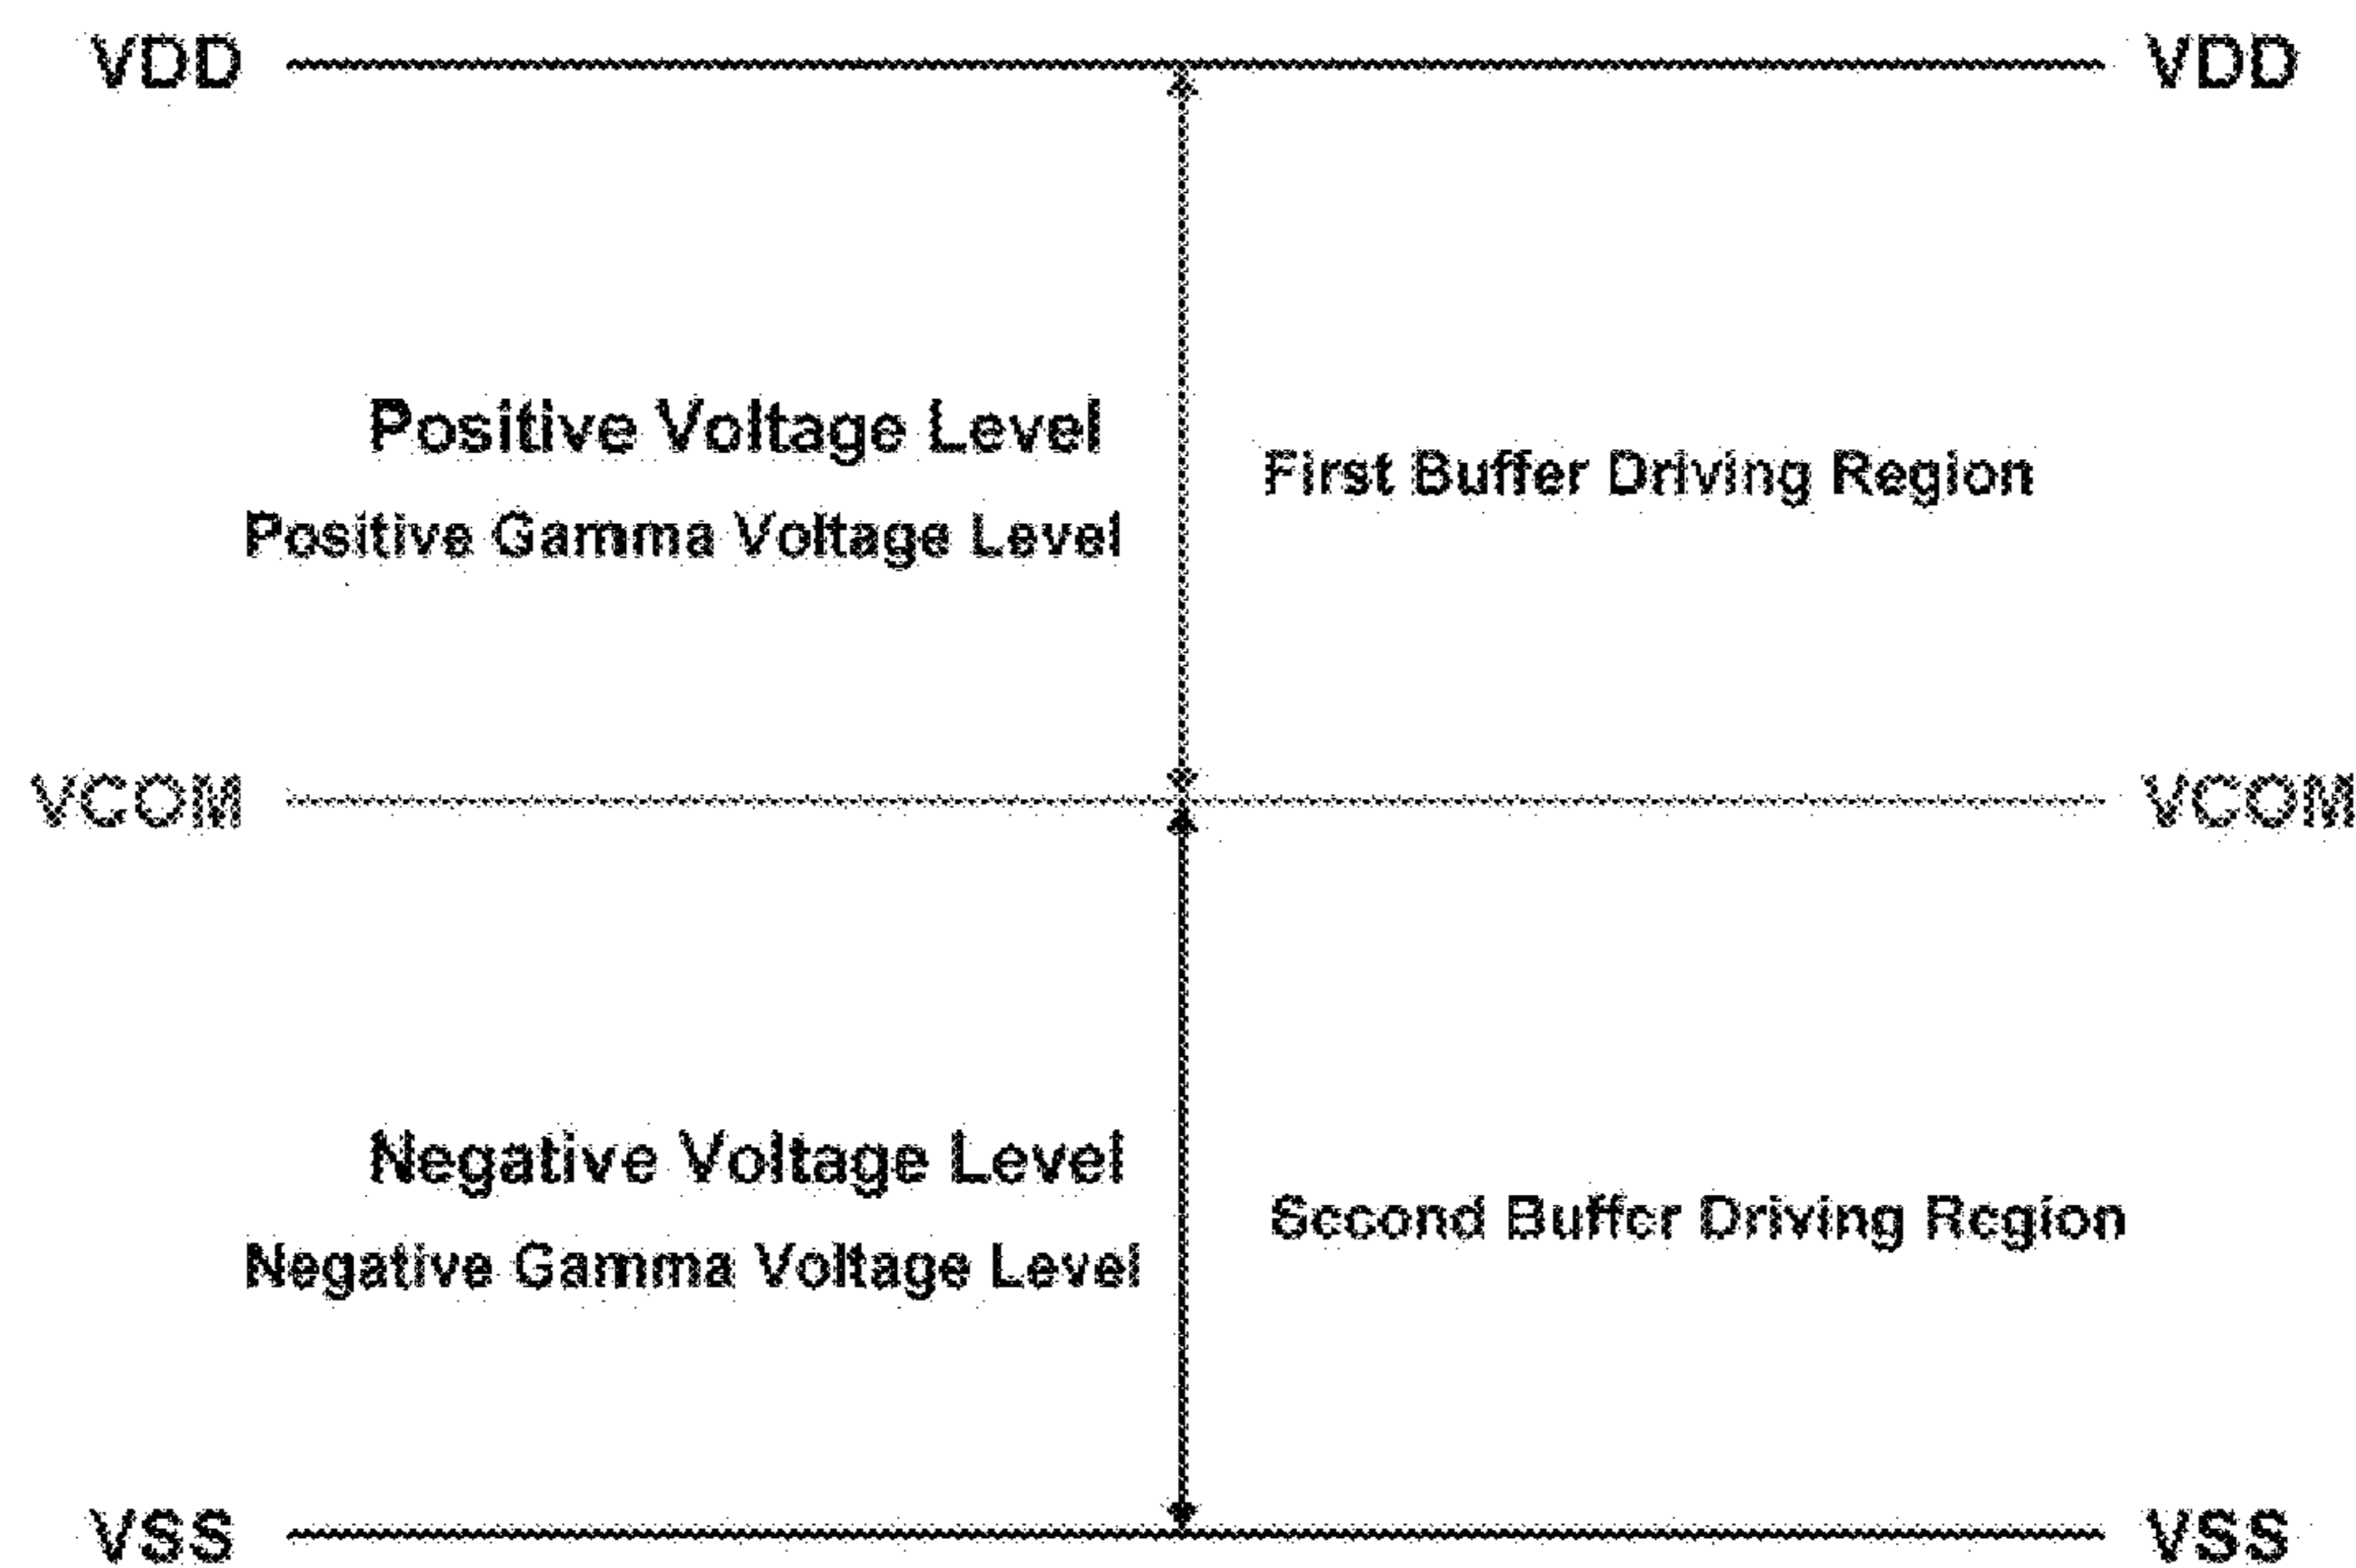 VDD VDD
Positive Voltage Level
First Buffer Driving Region
Positive Gamma Voltage Level
VCOM VCOM
Negative Voltage Level
Second Buffer Driving Region
Negative Gamma Voltage Level
VSS VSS